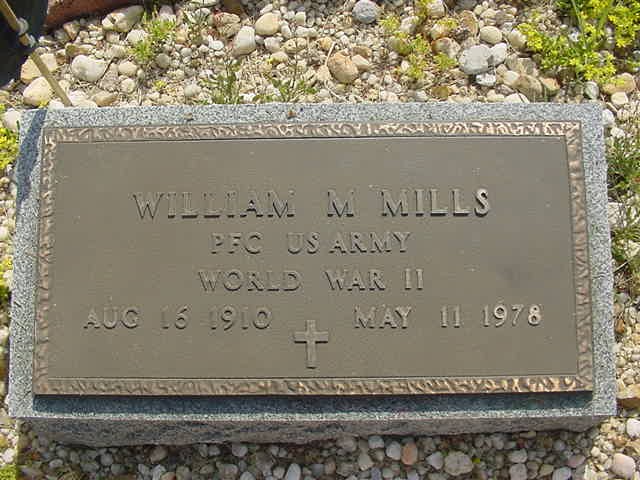 WILLIAM M MILLS
PFC US ARMY
WORLD WAR II
AUG 16 1910 MAY 11 1978